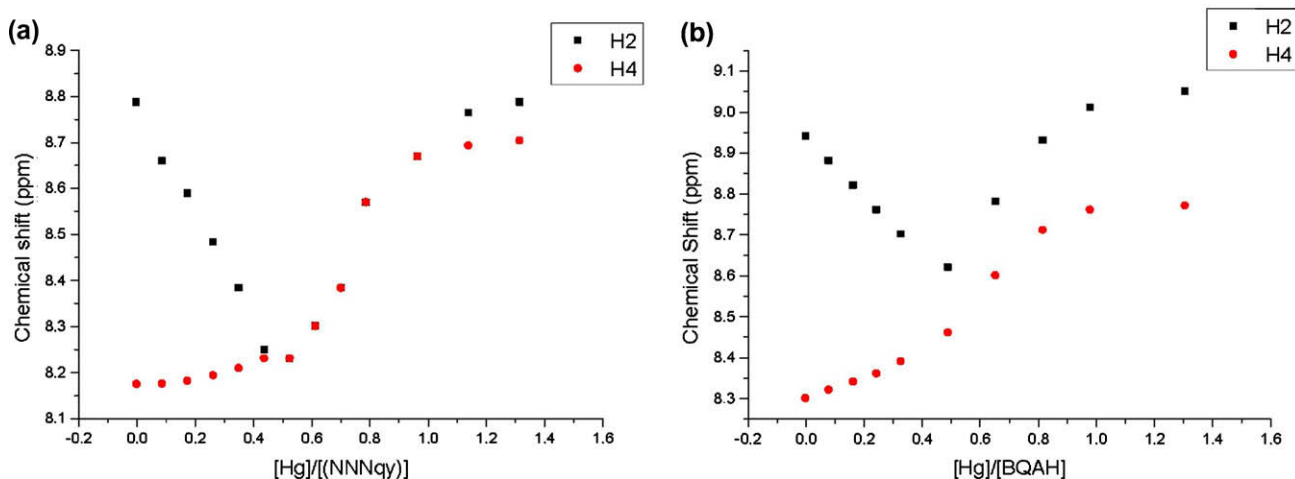 (a)
H2
H4
8.9
8.8
8.7
8.6
8.5
8.4
8.3
8.2
8.1
Chemical shift (ppm)
-0.2 0.0 0.2 0.4 0.6 0.8 1.0 1.2 1.4 1.6
[Hg]/[(NNNqy)]
(b)
H2
H4
9.1
9.0
8.9
8.8
8.7
8.6
8.5
8.4
8.3
Chemical Shift (ppm)
-0.2 0.0 0.2 0.4 0.6 0.8 1.0 1.2 1.4 1.6
[Hg]/[BQAH]